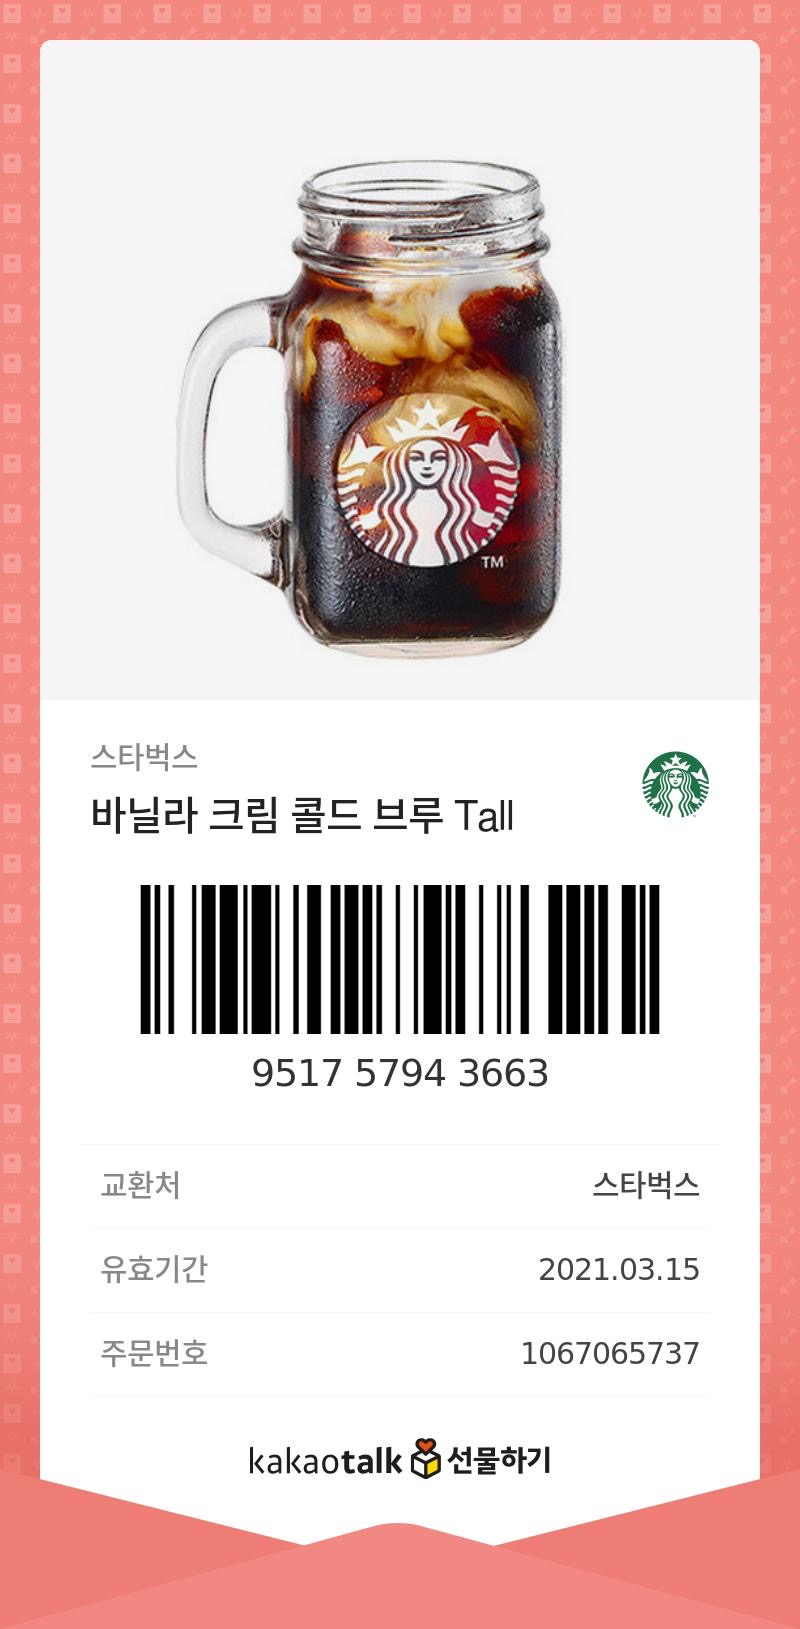 TM
스타벅스
바닐라 크림 콜드 브루 Tall
9517 5794 3663
교환처 스타벅스
유효기간 2021.03.15
주문번호 1067065737
kakaotalk 선물하기